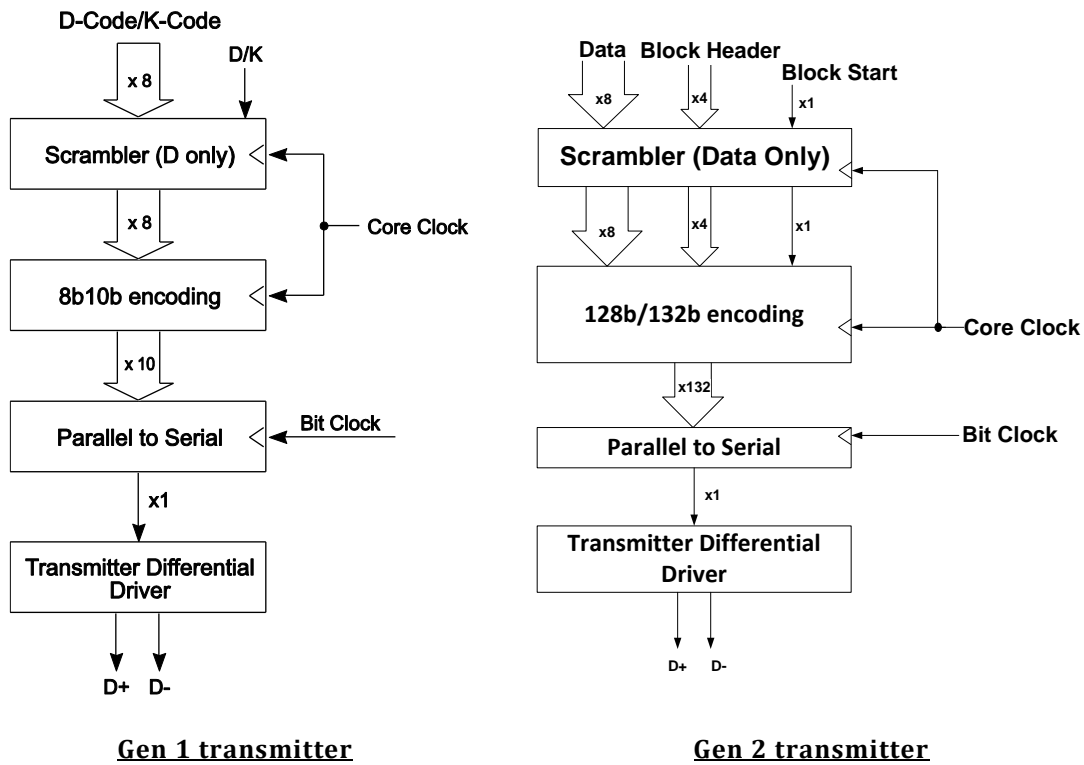 D-Code/K-Code
D/K
x 8
Scrambler (D only)
x 8
Core Clock
8b10b encoding
x 10
Bit Clock
Parallel to Serial
x1
Transmitter Differential
Driver
D+ D-
Gen 1 transmitter
Data
Block Header
Block Start
x8
x4
x1
Scrambler (Data Only)
x8
x4
x1
128b/132b encoding
Core Clock
x132
Parallel to Serial
Bit Clock
x1
Transmitter Differential
Driver
D+ D-
Gen 2 transmitter